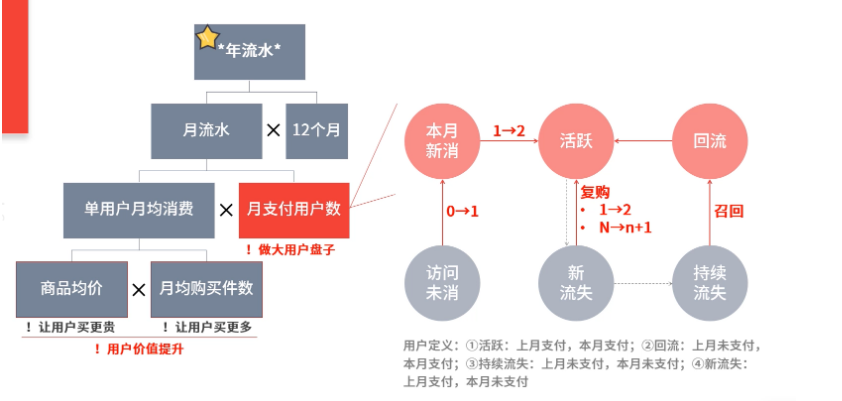 *年流水*
月流水 × 12个月
单用户月均消费 × 月支付用户数
！做大用户盘子
商品均价 × 月均购买件数
！让用户买更贵
！让用户买更多
！用户价值提升
本月
新消
1→2
活跃
回流
0→1
复购
• 1→2
• N→n+1
召回
访问
未消
新
流失
持续
流失
用户定义：①活跃：上月支付，本月支付；②回流：上月未支付，
本月支付；③持续流失：上月未支付，本月未支付；④新流失：
上月支付，本月未支付